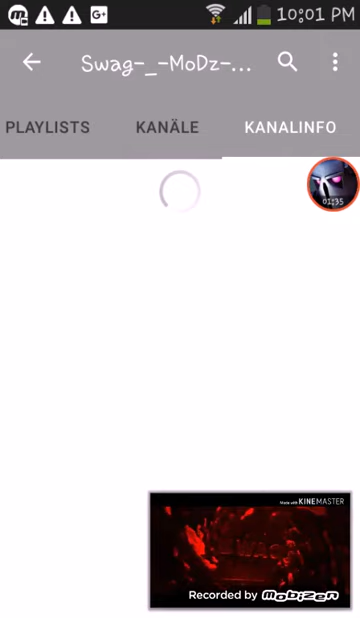 10:01 PM
Swag-_-MoDz-...
PLAYLISTS KANÄLE KANALINFO
01:35
Made with KINEMASTER
Recorded by mobizen